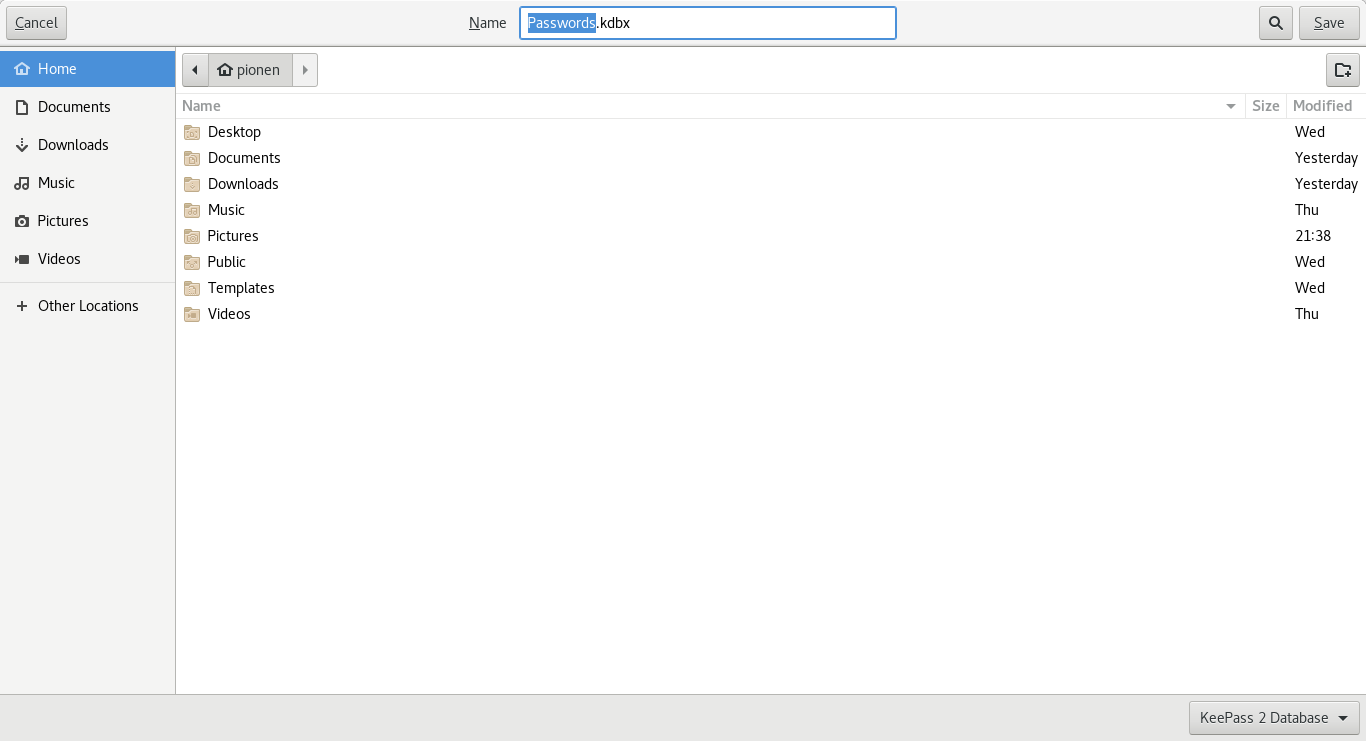 Cancel Name Passwords.kdbx Save
Home
Documents
Downloads
Music
Pictures
Videos
Other Locations
pionen
Name Size Modified
Desktop Wed
Documents Yesterday
Downloads Yesterday
Music Thu
Pictures 21:38
Public Wed
Templates Wed
Videos Thu
KeePass 2 Database